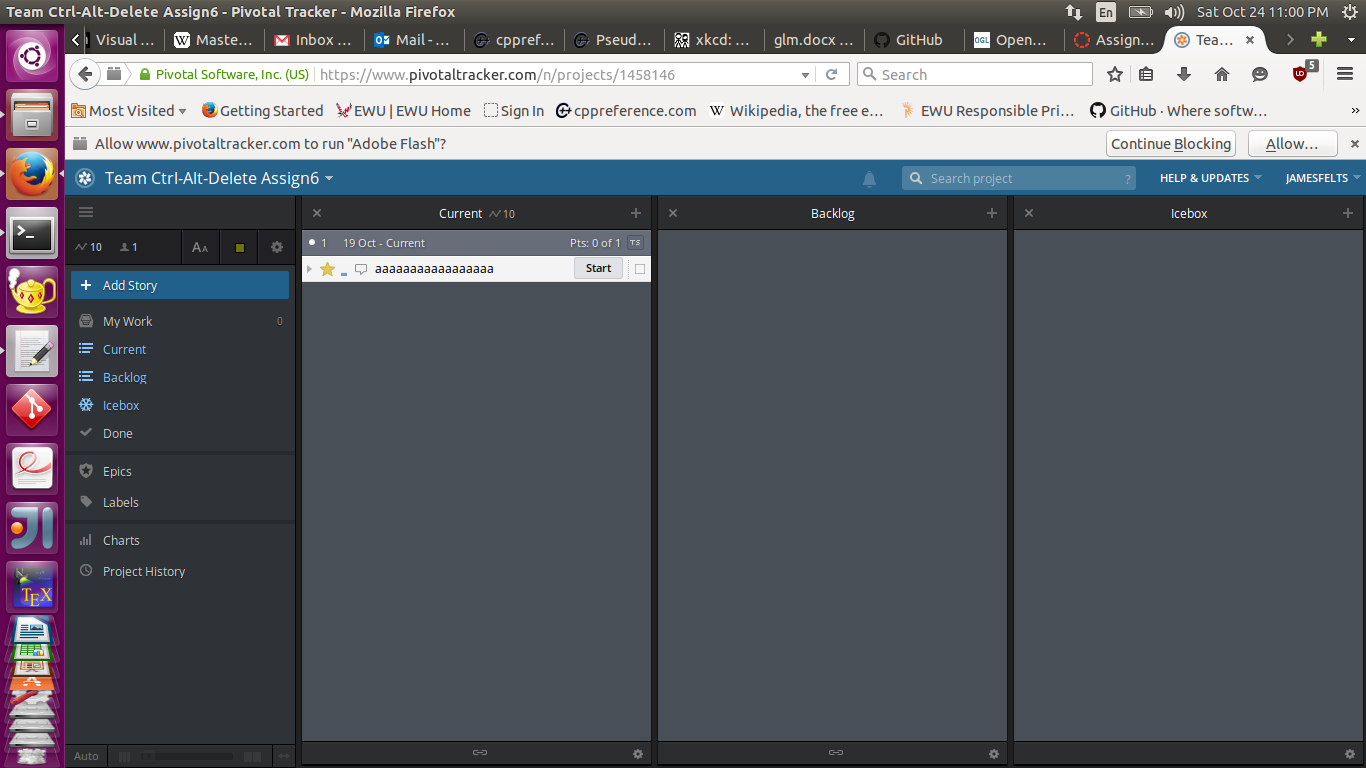 Team Ctrl-Alt-Delete Assign6 - Pivotal Tracker - Mozilla Firefox
En
Sat Oct 24 11:00 PM
Visual ...
W Maste...
Inbox ...
Mail - ...
cppref...
Pseud...
xkcd: ...
glm.docx ...
GitHub
OGL Open...
Assign...
Tea...
Pivotal Software, Inc. (US)
https://www.pivotaltracker.com/n/projects/1458146
Search
5
Most Visited
Getting Started
EWU | EWU Home
Sign In
cppreference.com
W Wikipedia, the free e...
EWU Responsible Pri...
GitHub · Where softw...
Allow www.pivotaltracker.com to run "Adobe Flash"?
Continue Blocking
Allow...
Team Ctrl-Alt-Delete Assign6
Search project
?
HELP & UPDATES
JAMESFELTS
10
1
AA
Add Story
My Work
0
Current
Backlog
Icebox
Done
Epics
Labels
Charts
Project History
Auto
Current
10
1
19 Oct - Current
Pts: 0 of 1
TS
aaaaaaaaaaaaaaaaa
Start
Backlog
Icebox
JI
TEX